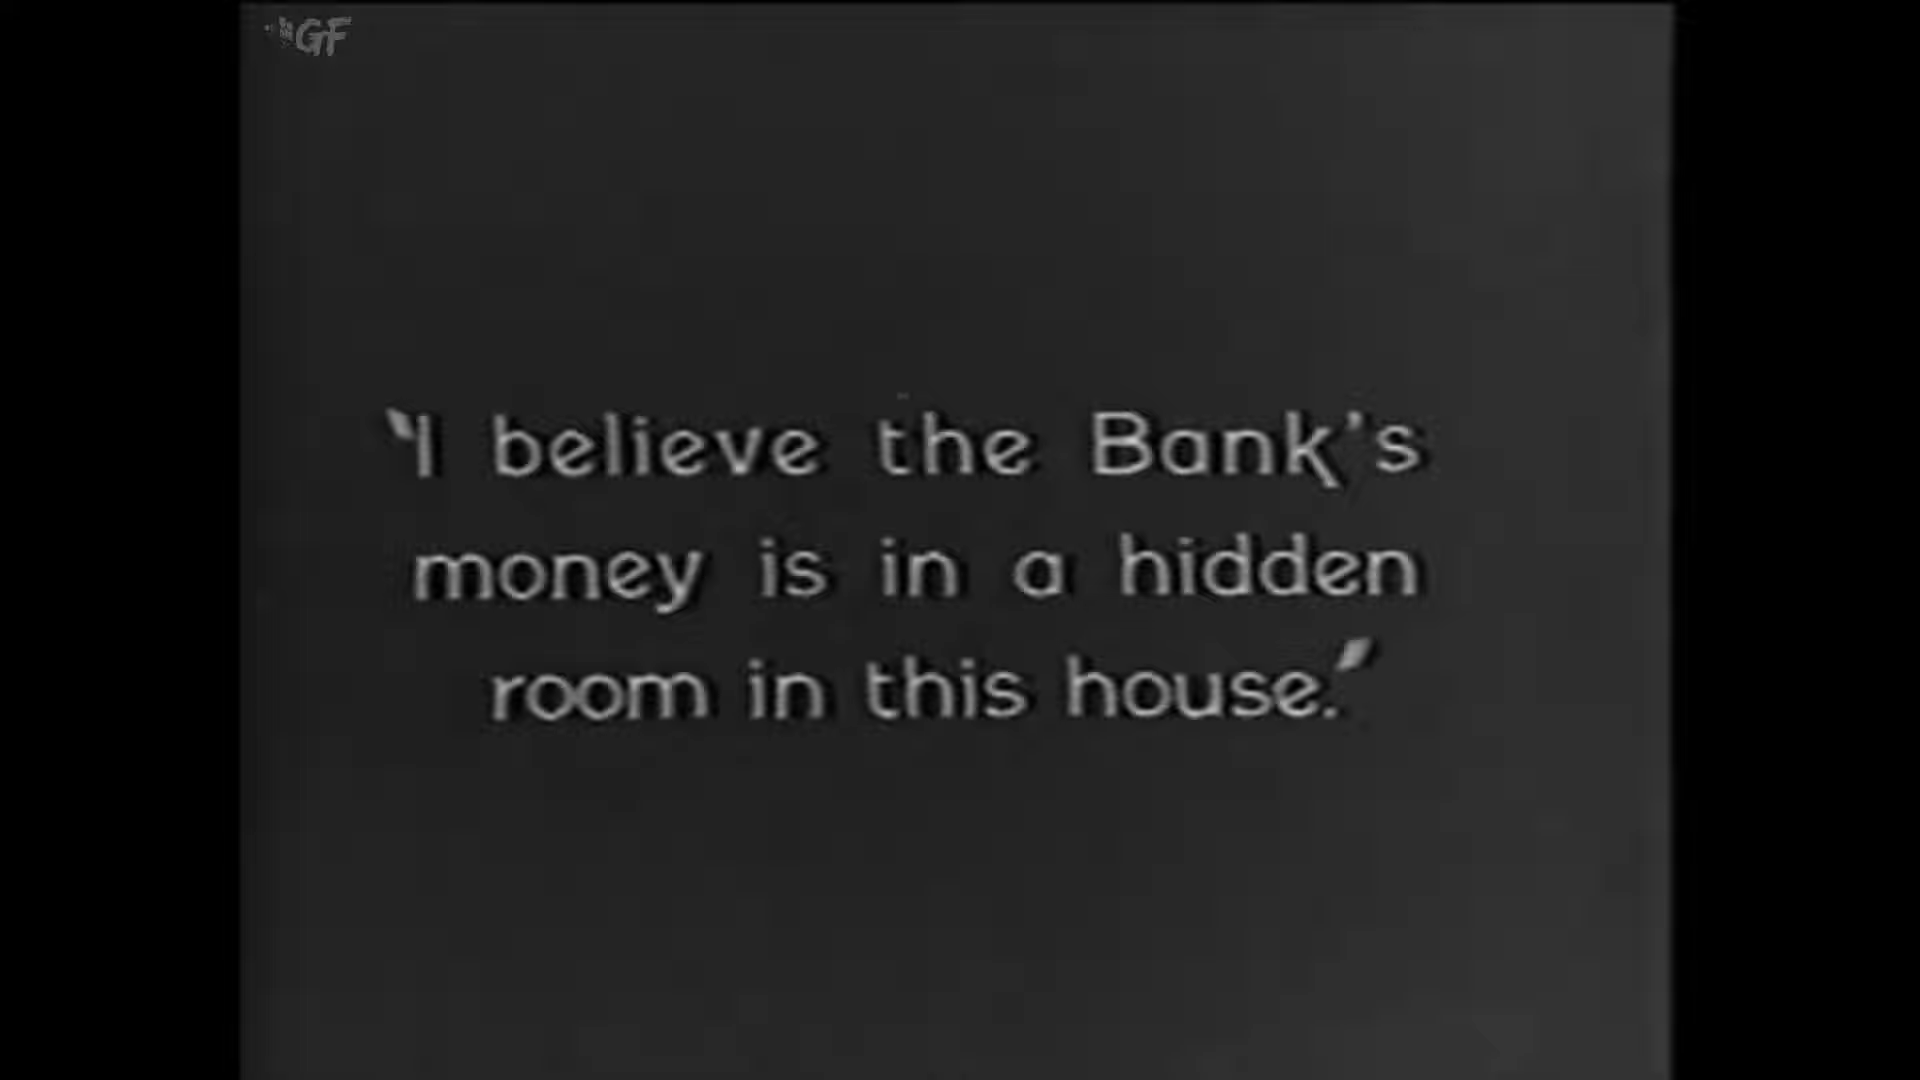 GF
"I believe the Bank's
money is in a hidden
room in this house."